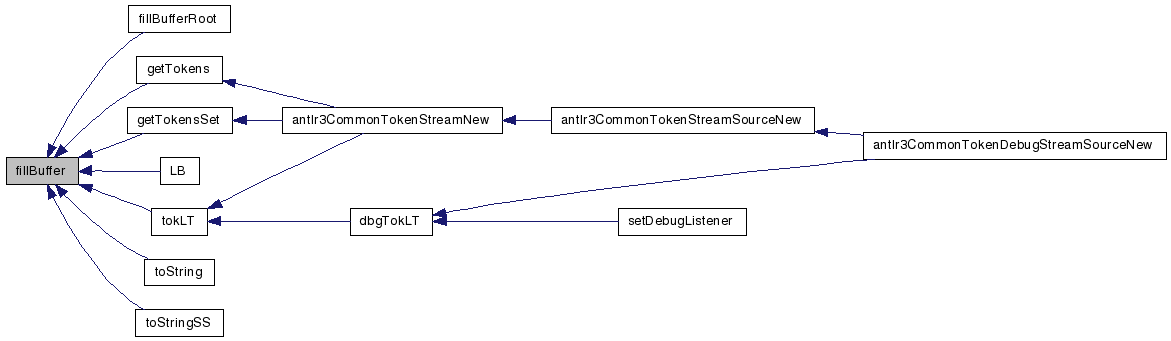 fillBufferRoot
getTokens
getTokensSet
antlr3CommonTokenStreamNew
antlr3CommonTokenStreamSourceNew
antlr3CommonTokenDebugStreamSourceNew
fillBuffer
LB
tokLT
dbgTokLT
setDebugListener
toString
toStringSS